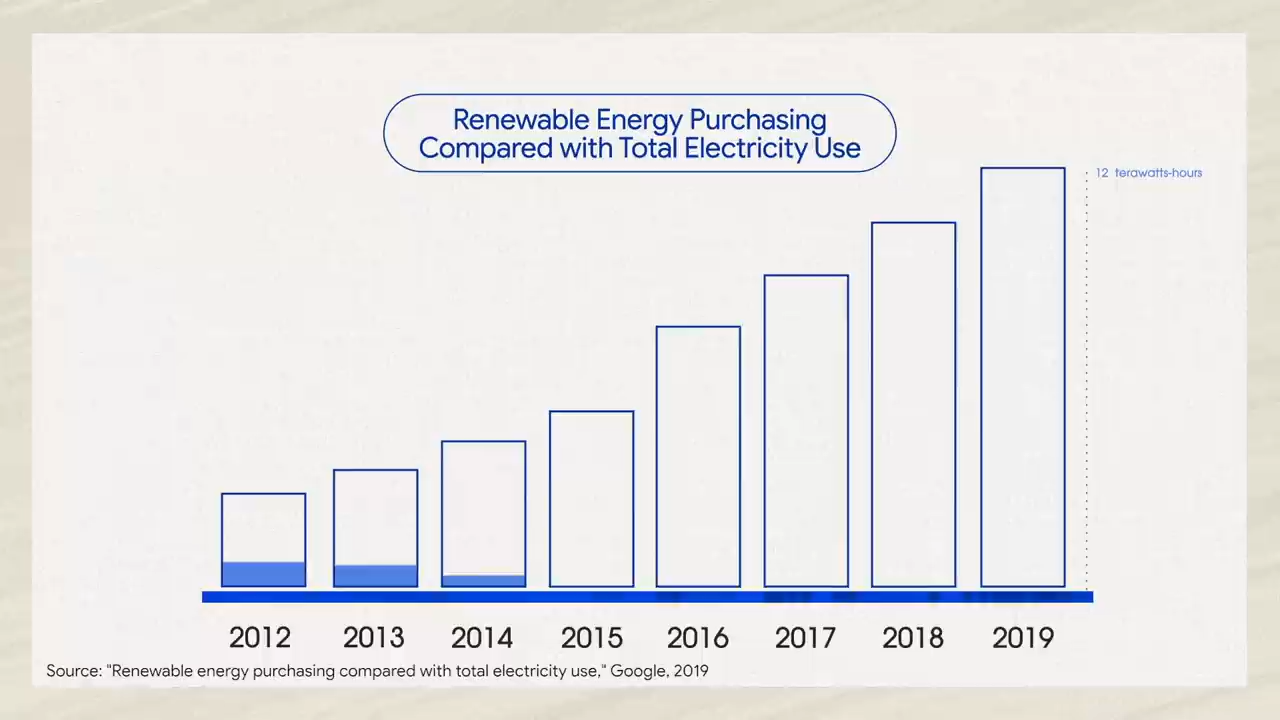 Renewable Energy Purchasing
Compared with Total Electricity Use
12 terawatts-hours
2012 2013 2014 2015 2016 2017 2018 2019
Source: "Renewable energy purchasing compared with total electricity use," Google, 2019